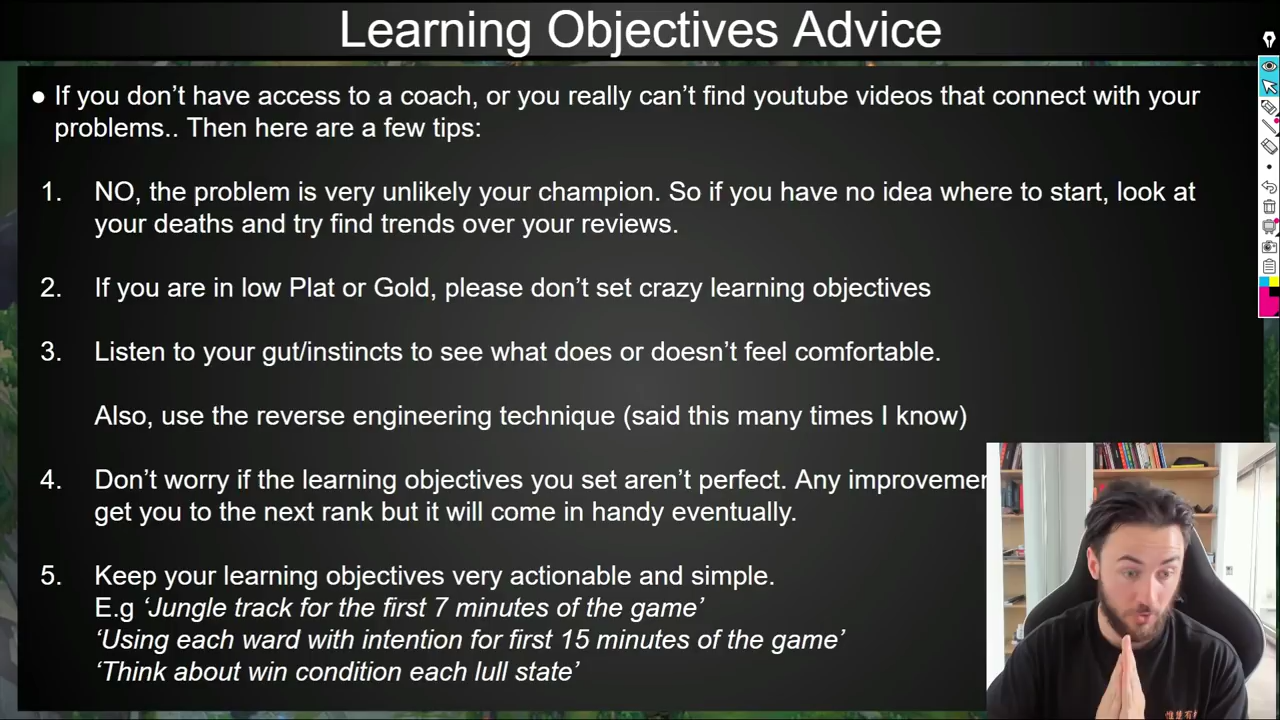 Learning Objectives Advice
● If you don’t have access to a coach, or you really can’t find youtube videos that connect with your
problems.. Then here are a few tips:
1. NO, the problem is very unlikely your champion. So if you have no idea where to start, look at
your deaths and try find trends over your reviews.
2. If you are in low Plat or Gold, please don’t set crazy learning objectives
3. Listen to your gut/instincts to see what does or doesn’t feel comfortable.
Also, use the reverse engineering technique (said this many times I know)
4. Don’t worry if the learning objectives you set aren’t perfect. Any
get you to the next rank but it will come in handy eventually.
5. Keep your learning objectives very actionable and simple.
E.g ‘Jungle track for the first 7 minutes of the game’
‘Using each ward with intention for first 15 minutes of the game’
‘Think about win condition each lull state’